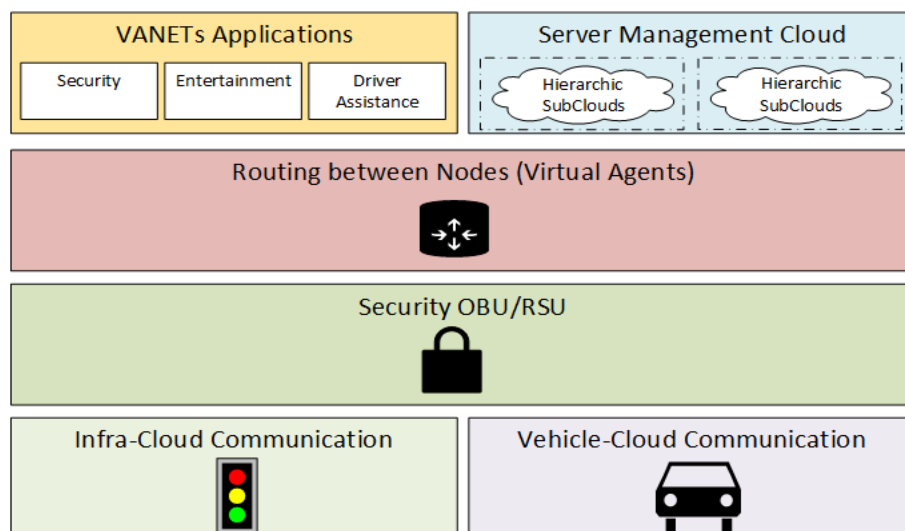 VANETs Applications
Security
Entertainment
Driver
Assistance
Server Management Cloud
Hierarchic
SubClouds
Hierarchic
SubClouds
Routing between Nodes (Virtual Agents)
Security OBU/RSU
Infra-Cloud Communication
Vehicle-Cloud Communication